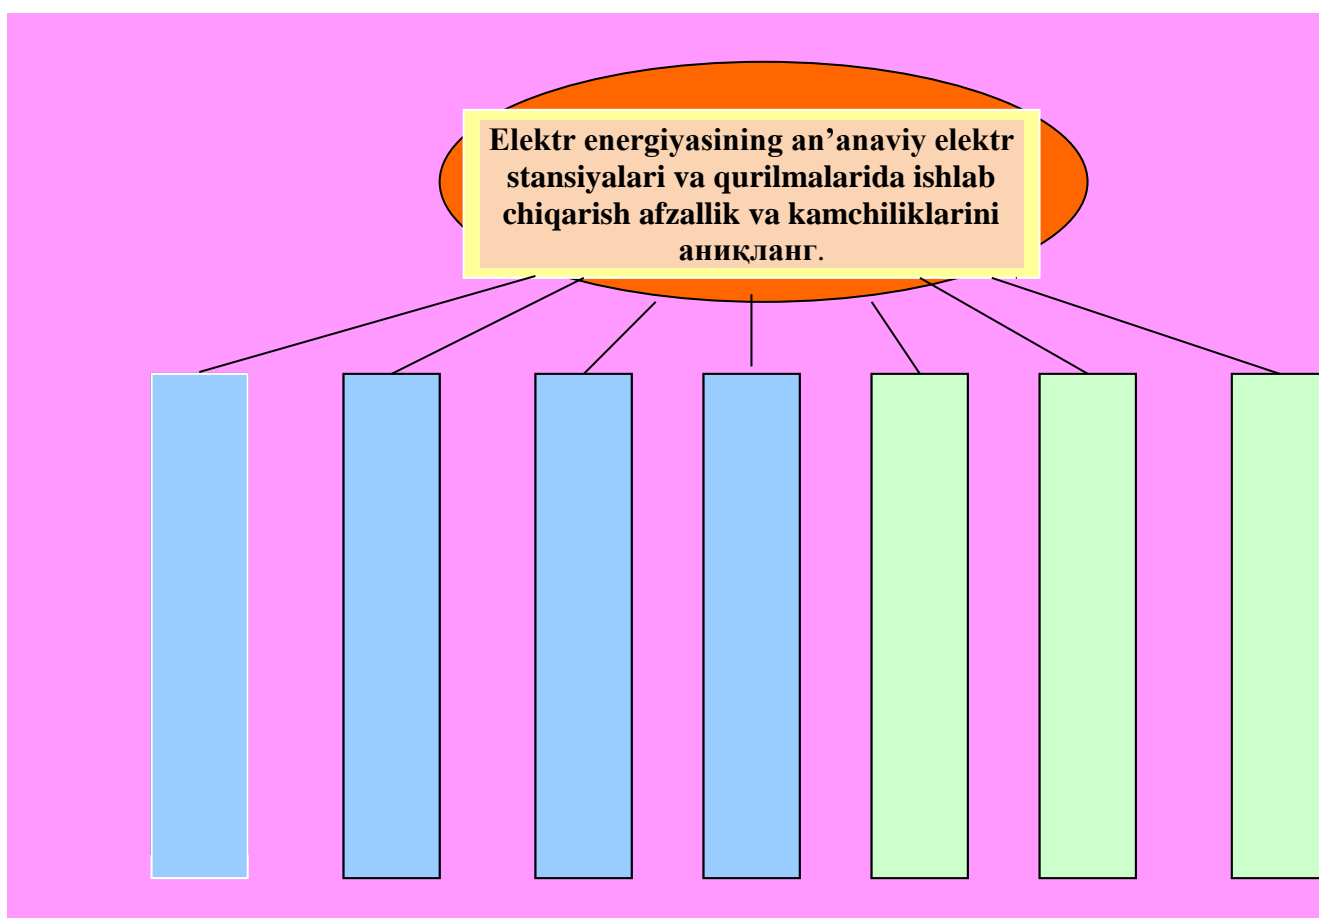 Elektr energiyasining an’anaviy elektr
stansiyalari va qurilmalarida ishlab
chiqarish afzallik va kamchiliklarini
аниқланг.